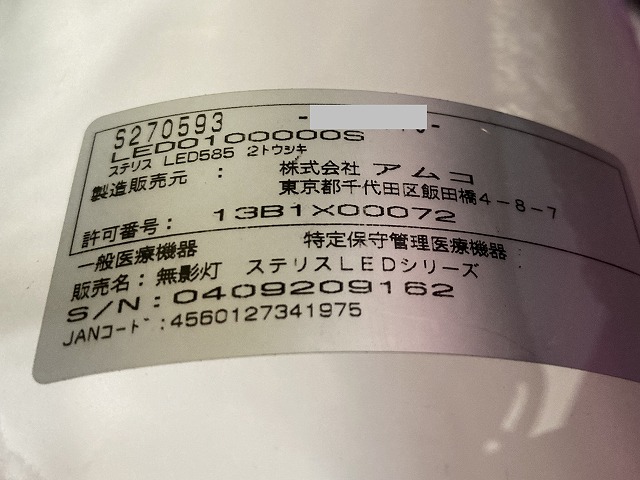 S270593
LED0100000S
ステリス LED585 2トウシキ
製造販売元 : 株式会社 アムコ
東京都千代田区飯田橋4-8-7
許可番号: 13B1X00072
一般医療機器 特定保守管理医療機器
販売名: 無影灯 ステリスLEDシリーズ
S/N: 0409209162
JANコード:4560127341975